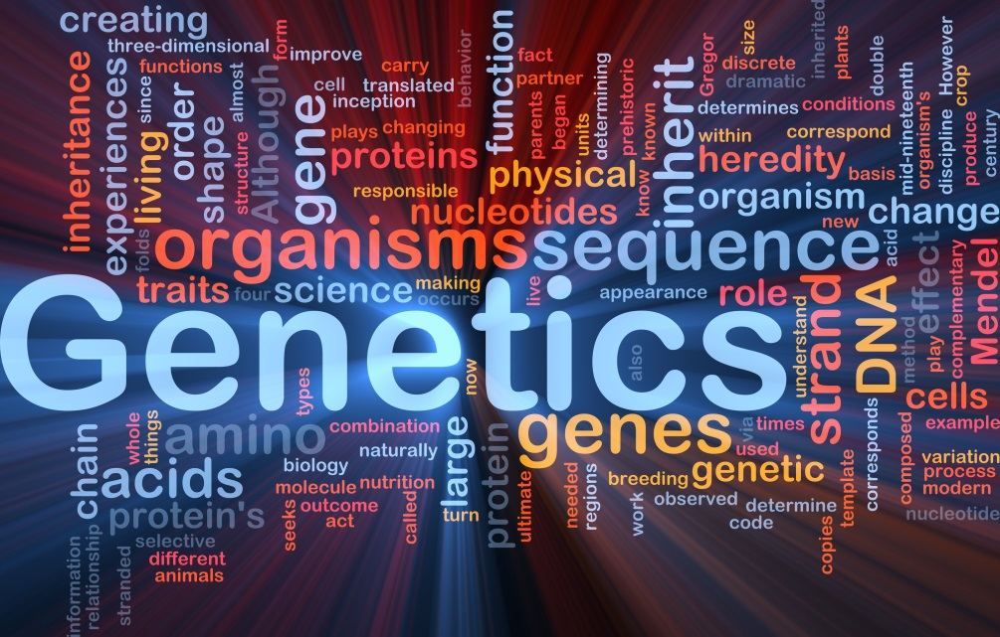 creating
three-dimensional
functions
form
improve
inheritance
experiences
since
living
order
shape
almost
structure
Although
gene
cell
translated
inception
carry
behavior
plays
changing
proteins
responsible
nucleotides
function
fact
partner
parents
began
units
determining
prehistoric
known
know
physical
inherit
Gregor
size
discrete
dramatic
inherited
plants
double
determines
conditions
within
correspond
heredity
basis
organism
new
mid-nineteenth
organism's
discipline
However
crop
produce
century
change
folds
organisms
sequence
acid
traits
four
science
making
occurs
live
appearance
role
understand
strand
DNA
method
effect
play
complementary
Mendel
Genetics
also
now
types
whole
things
amino
combination
naturally
biology
chain
acids
molecule
nutrition
outcome
act
seeks
called
protein's
selective
different
animals
information
relationship
stranded
large
turn
protein
ultimate
genes
via
times
used
needed
regions
breeding
genetic
work
observed
determine
code
copies
template
corresponds
composed
cells
example
variation
process
modern
nucleotide